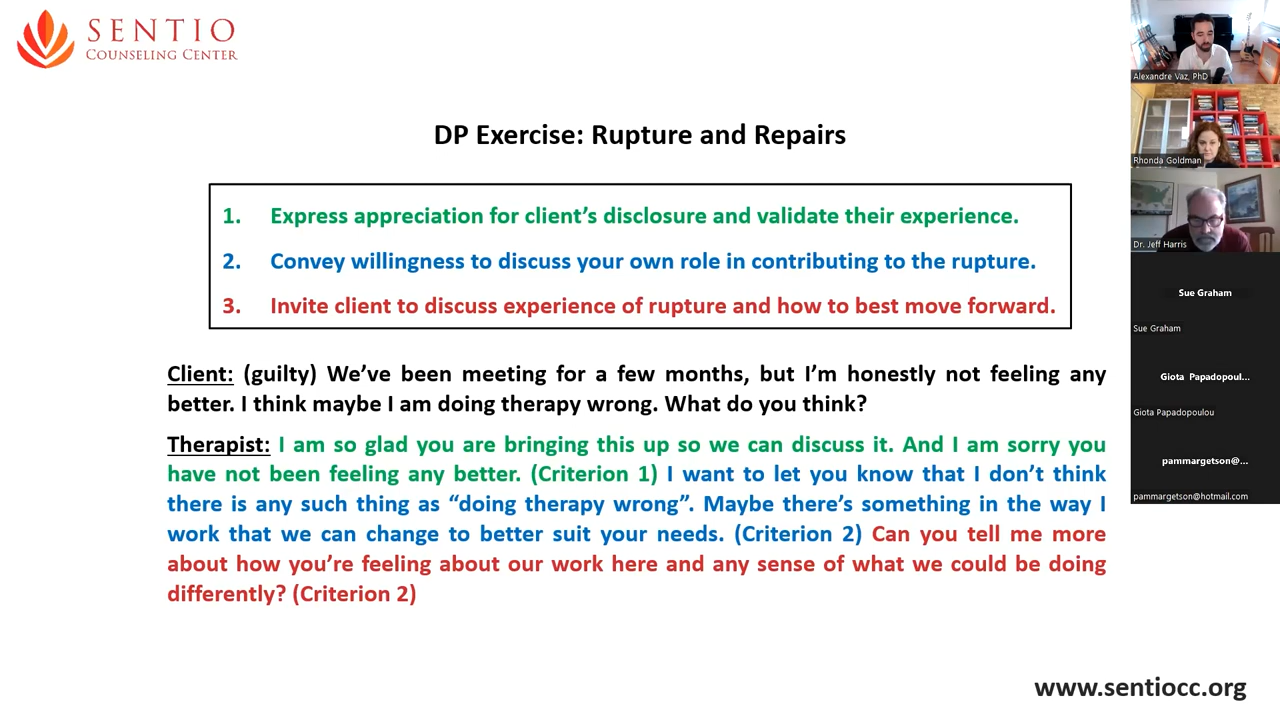 SENTIO
COUNSELING CENTER
DP Exercise: Rupture and Repairs
1. Express appreciation for client’s disclosure and validate their experience.
2. Convey willingness to discuss your own role in contributing to the rupture.
3. Invite client to discuss experience of rupture and how to best move forward.
Client: (guilty) We’ve been meeting for a few months, but I’m honestly not feeling any
better. I think maybe I am doing therapy wrong. What do you think?
Therapist: I am so glad you are bringing this up so we can discuss it. And I am sorry you
have not been feeling any better. (Criterion 1) I want to let you know that I don’t think
there is any such thing as “doing therapy wrong”. Maybe there’s something in the way I
work that we can change to better suit your needs. (Criterion 2) Can you tell me more
about how you’re feeling about our work here and any sense of what we could be doing
differently? (Criterion 2)
www.sentiocc.org
Alexandre Vaz, PhD
Rhonda Goldman
Dr. Jeff Harris
Sue Graham
Sue Graham
Giota Papadopoul...
Giota Papadopoulou
pammargetson@...
pammargetson@hotmail.com